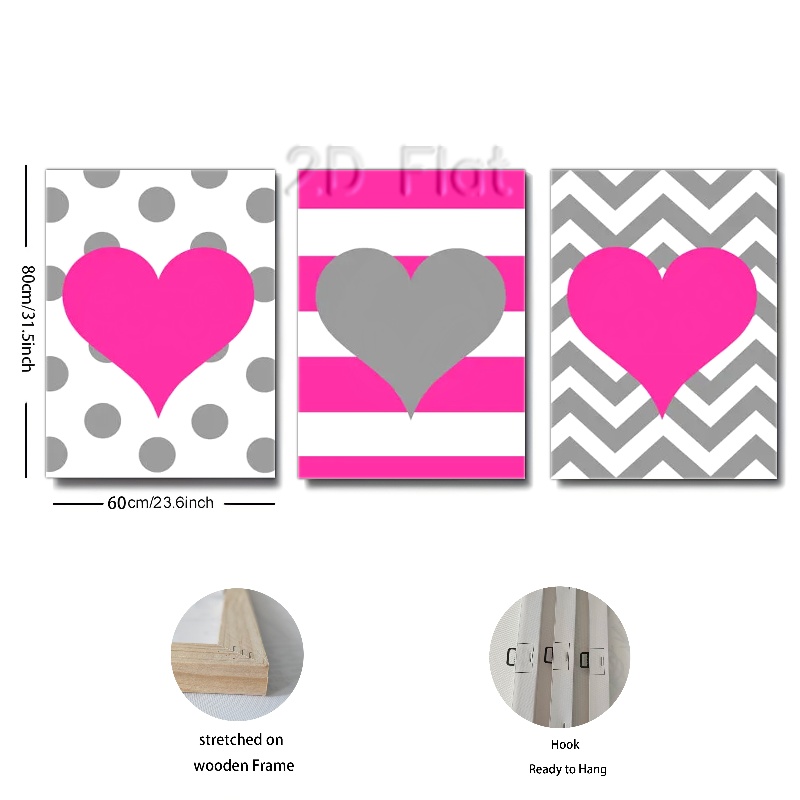 2D Flat
80cm/31.5inch
60cm/23.6inch
stretched on
wooden Frame
Hook
Ready to Hang